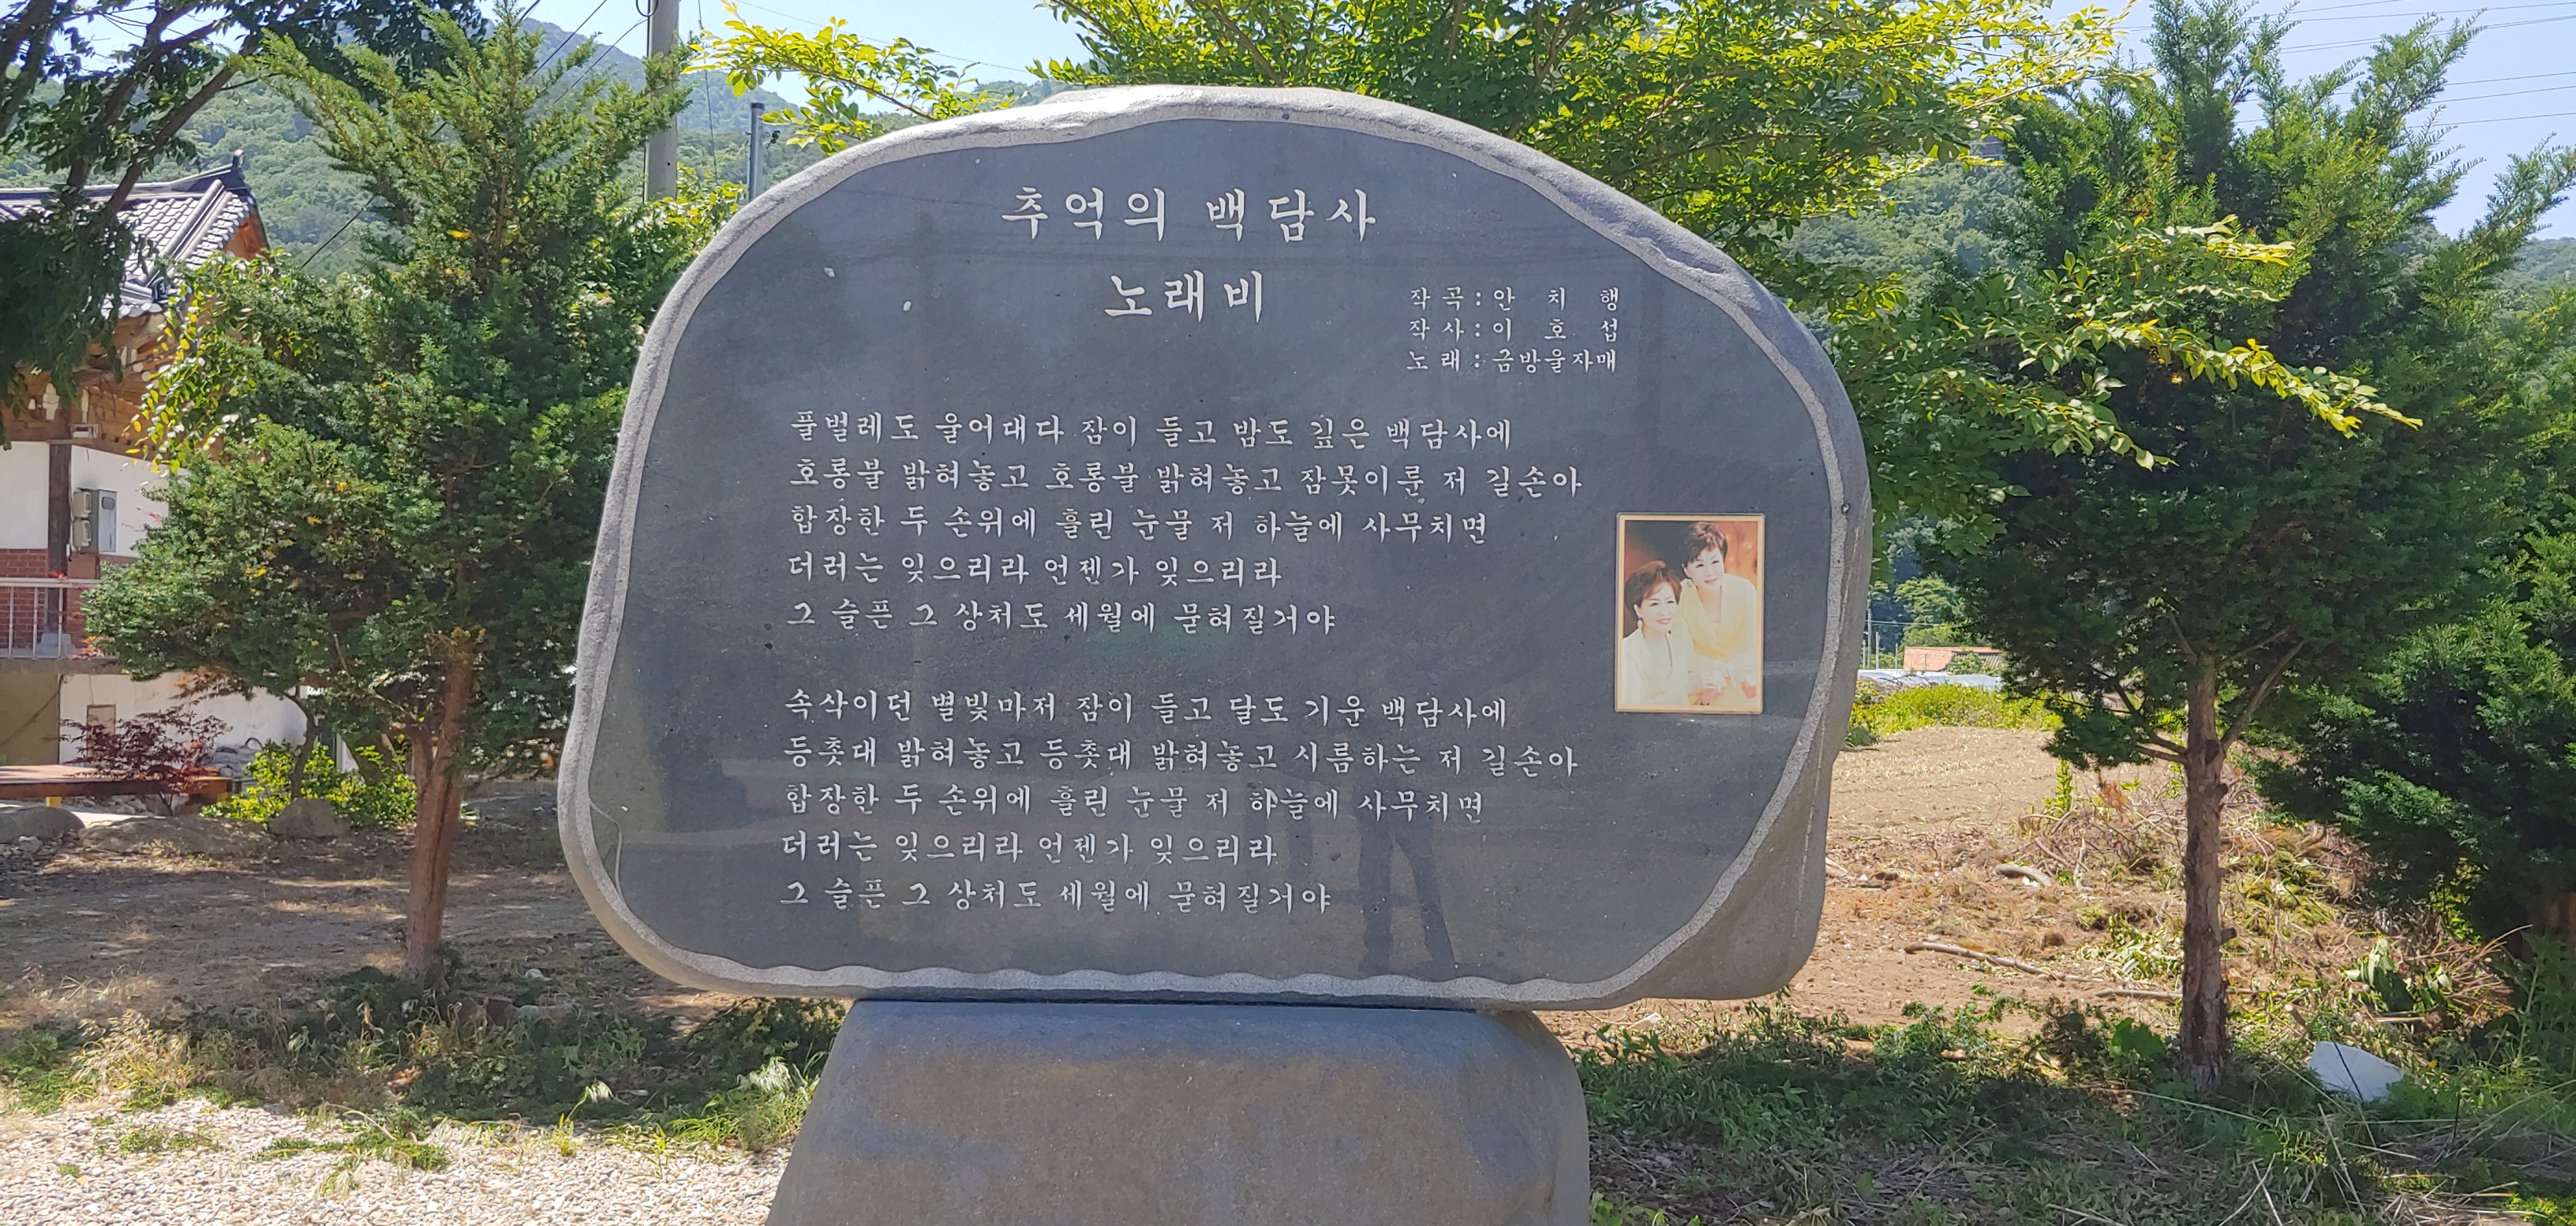 추억의 백담사
노래비
작곡:안 치 행
작사:이 호 섭
노래:금방울자매
풀벌레도 울어대다 잠이 들고 밤도 깊은 백담사에
호롱불 밝혀놓고 호롱불 밝혀놓고 잠못이룬 저 길손아
합장한 두 손위에 흘린 눈물 저 하늘에 사무치면
더러는 잊으리라 언젠가 잊으리라
그 슬픈 그 상처도 세월에 묻혀질거야
속삭이던 별빛마저 잠이 들고 달도 기운 백담사에
등촛대 밝혀놓고 등촛대 밝혀놓고 시름하는 저 길손아
합장한 두 손위에 흘린 눈물 저 하늘에 사무치면
더러는 잊으리라 언젠가 잊으리라
그 슬픈 그 상처도 세월에 묻혀질거야